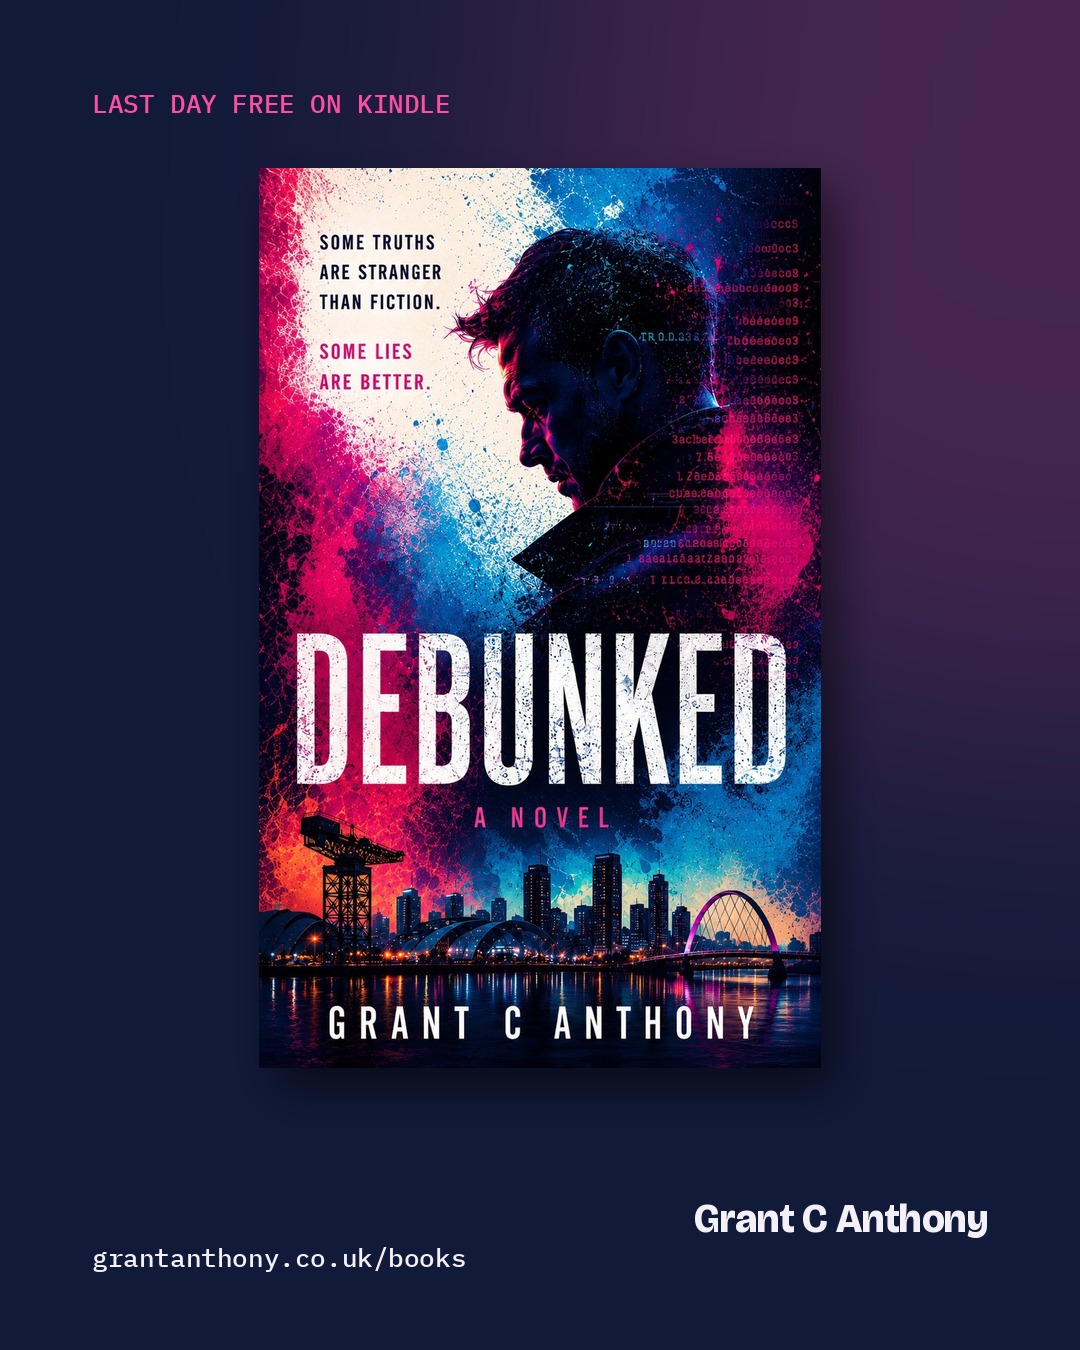 LAST DAY FREE ON KINDLE
SOME TRUTHS
ARE STRANGER
THAN FICTION.
SOME LIES
ARE BETTER.
DEBUNKED
A NOVEL
GRANT C ANTHONY
Grant C Anthony
grantanthony.co.uk/books